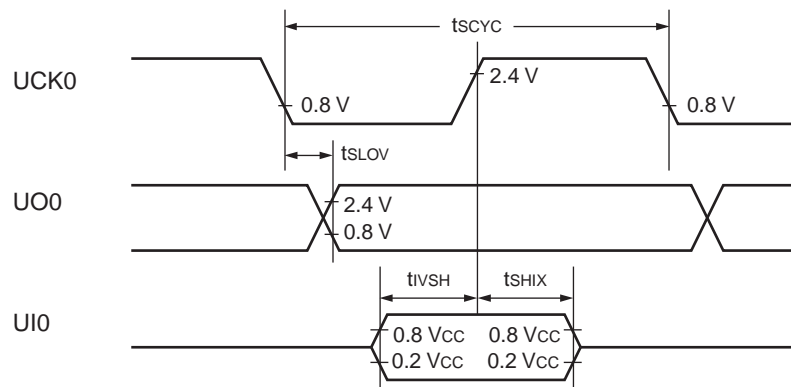 tSCYC
UCK0
2.4 V
0.8 V
0.8 V
tSLOV
UO0
2.4 V
0.8 V
tIVSH
tSHIX
UI0
0.8 VCC
0.8 VCC
0.2 VCC
0.2 VCC